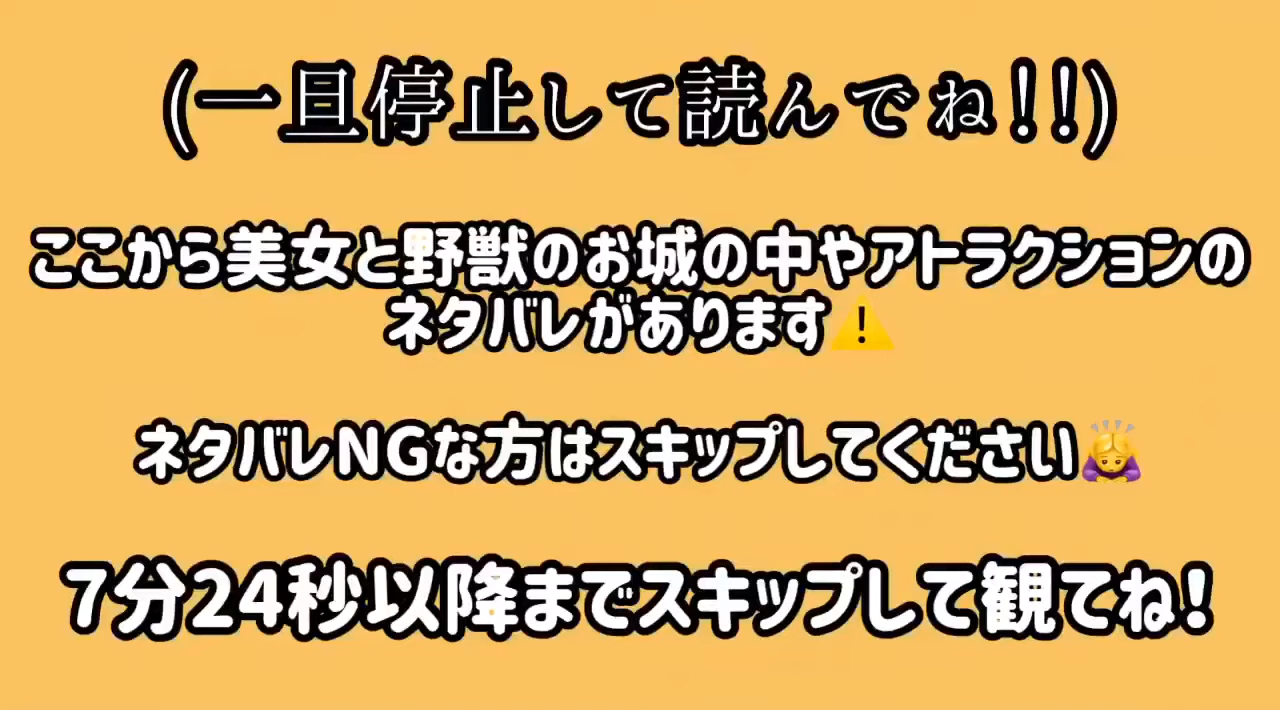 (一旦停止して読んでね!!)
ここから美女と野獣のお城の中やアトラクションの
ネタバレがあります⚠️
ネタバレNGな方はスキップしてください🙇‍♀️
7分24秒以降までスキップして観てね!